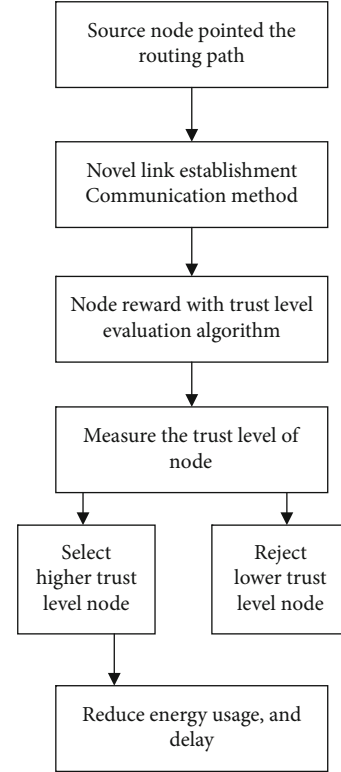 Source node pointed the
routing path
Novel link establishment
Communication method
Node reward with trust level
evaluation algorithm
Measure the trust level of
node
Select
higher trust
level node
Reject
lower trust
level node
Reduce energy usage, and
delay